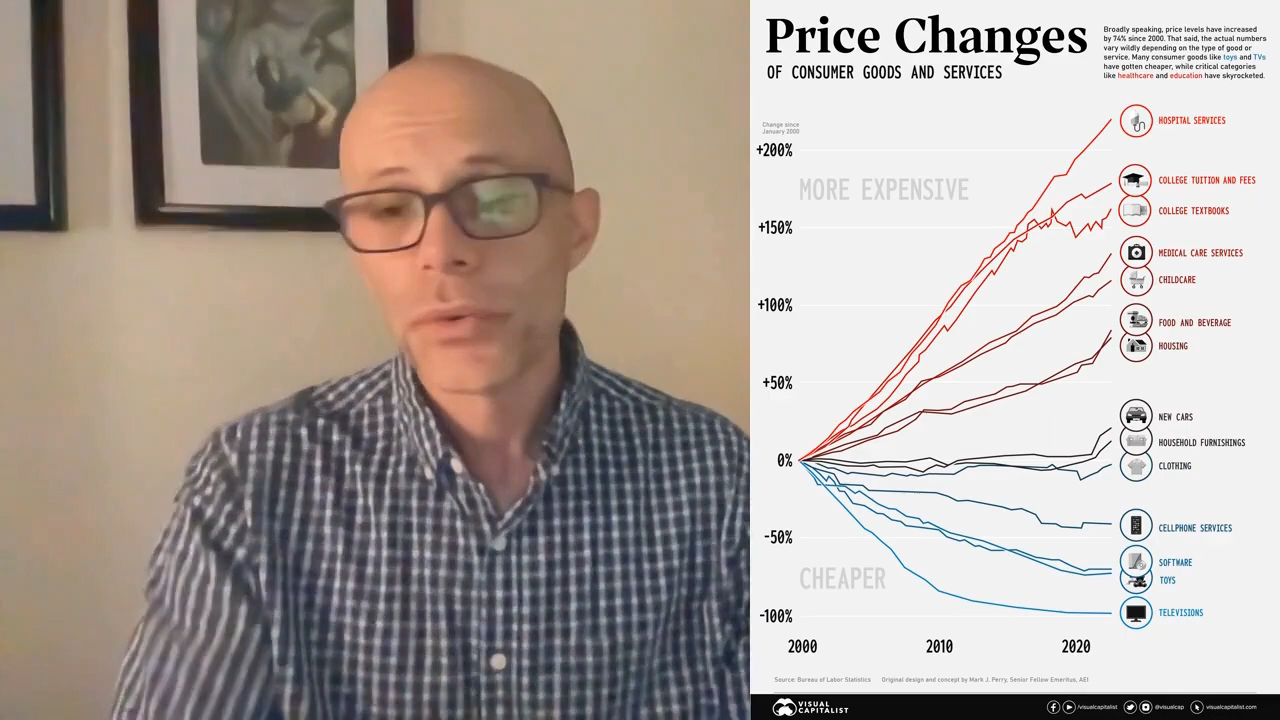 Price Changes
OF CONSUMER GOODS AND SERVICES
Broadly speaking, price levels have increased
by 74% since 2000. That said, the actual numbers
vary wildly depending on the type of good or
service. Many consumer goods like toys and TVs
have gotten cheaper, while critical categories
like healthcare and education have skyrocketed.
Change since
January 2000
+200%
+150%
+100%
+50%
0%
-50%
-100%
MORE EXPENSIVE
CHEAPER
HOSPITAL SERVICES
COLLEGE TUITION AND FEES
COLLEGE TEXTBOOKS
MEDICAL CARE SERVICES
CHILDCARE
FOOD AND BEVERAGE
HOUSING
NEW CARS
HOUSEHOLD FURNISHINGS
CLOTHING
CELLPHONE SERVICES
SOFTWARE
TOYS
TELEVISIONS
2000 2010 2020
Source: Bureau of Labor Statistics Original design and concept by Mark J. Perry, Senior Fellow Emeritus, AEI
VISUAL
CAPITALIST
/visualcapitalist @visualcap visualcapitalist.com